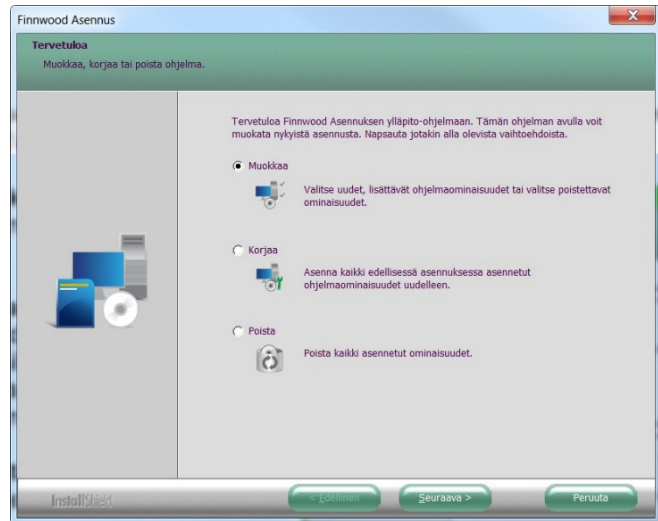 Finnwood Asennus
Tervetuloa
Muokkaa, korjaa tai poista ohjelma.
Tervetuloa Finnwood Asennuksen ylläpito-ohjelmaan. Tämän ohjelman avulla voit
muokata nykyistä asennusta. Napsauta jotakin alla olevista vaihtoehdoista.
Muokkaa
Valitse uudet, lisättävät ohjelmaominaisuudet tai valitse poistettavat
ominaisuudet.
Korjaa
Asenna kaikki edellisessä asennuksessa asennetut
ohjelmaominaisuudet uudelleen.
Poista
Poista kaikki asennetut ominaisuudet.
InstallShield
< Edellinen
Seuraava >
Peruuta